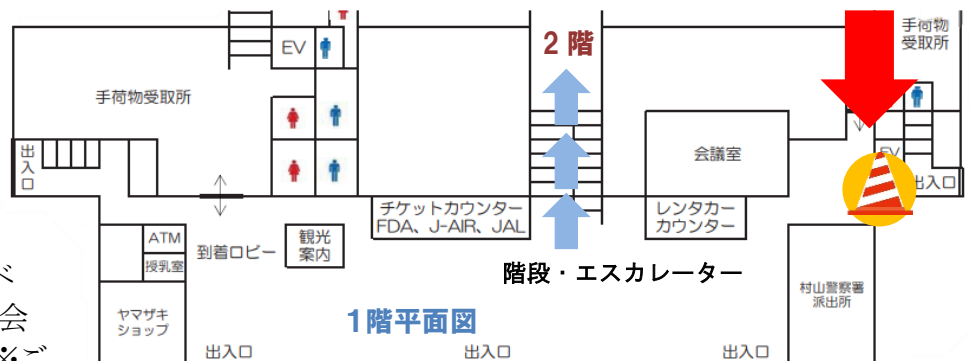 2階
手荷物
受取所
EV
手荷物受取所
会議室
EV
出入口
出入口
チケットカウンター
FDA、J-AIR、JAL
レンタカー
カウンター
ATM
授乳室
到着ロビー
観光
案内
階段・エスカレーター
べ
会
※ご
ヤマザキ
ショップ
村山警察署
派出所
1階平面図
出入口
出入口
出入口